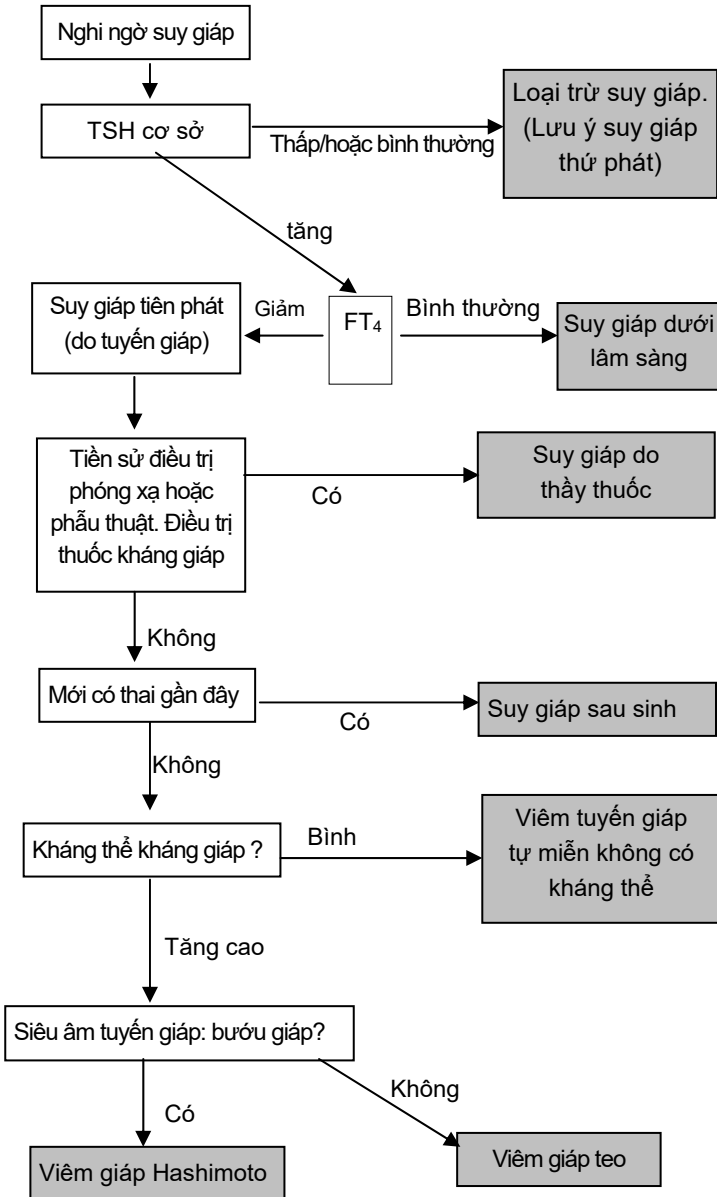 Nghi ngờ suy giáp
TSH cơ sở
Thấp/hoặc bình thường
Loại trừ suy giáp.
(Lưu ý suy giáp
thứ phát)
tăng
Suy giáp tiên phát
(do tuyến giáp)
Giảm
FT₄
Bình thường
Suy giáp dưới
lâm sàng
Tiền sử điều trị
phóng xạ hoặc
phẫu thuật. Điều trị
thuốc kháng giáp
Có
Suy giáp do
thầy thuốc
Không
Mới có thai gần đây
Có
Suy giáp sau sinh
Không
Kháng thể kháng giáp ?
Bình
Viêm tuyến giáp
tự miễn không có
kháng thể
Tăng cao
Siêu âm tuyến giáp: bướu giáp?
Có
Không
Viêm giáp Hashimoto
Viêm giáp teo